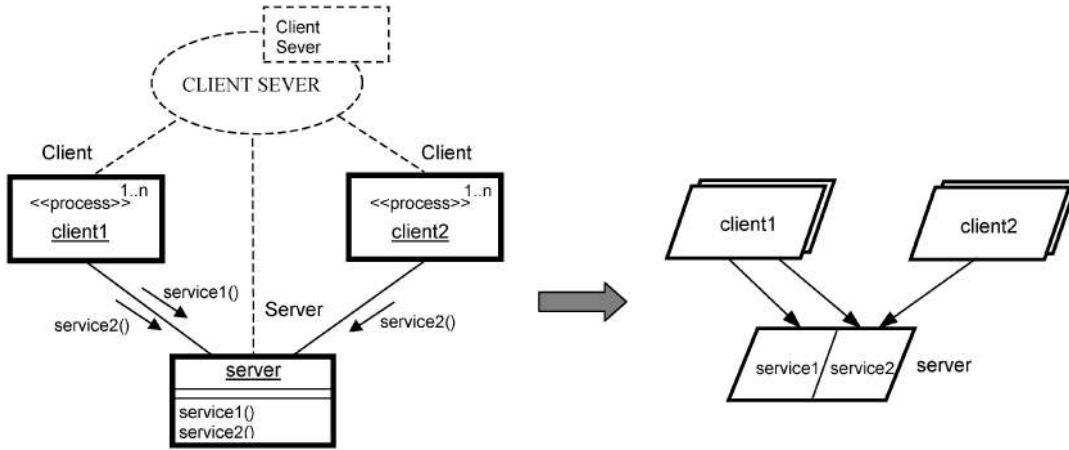 Client
Sever
CLIENT SEVER
Client
Client
1..n
<<process>>
client1
1..n
<<process>>
client2
service1()
service2()
Server
service2()
server
service1()
service2()
client1
client2
service1
service2
server